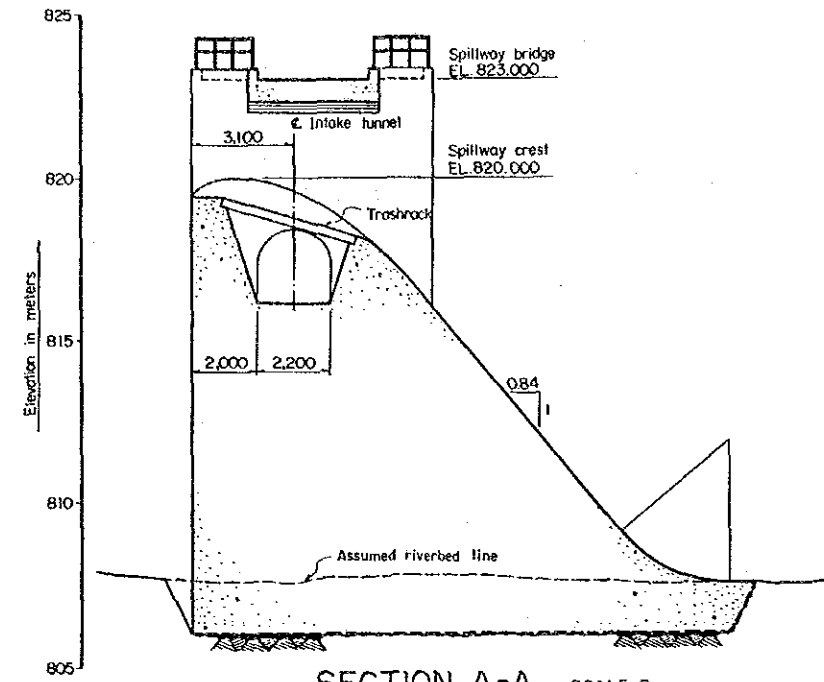 825
Spillway bridge
EL. 823.000
℄ Intake tunnel
3,100
Spillway crest
EL. 820.000
820
Trashrack
Elevation in meters
815
2,000
2,200
0.84
1
810
Assumed riverbed line
805
SECTION A-A